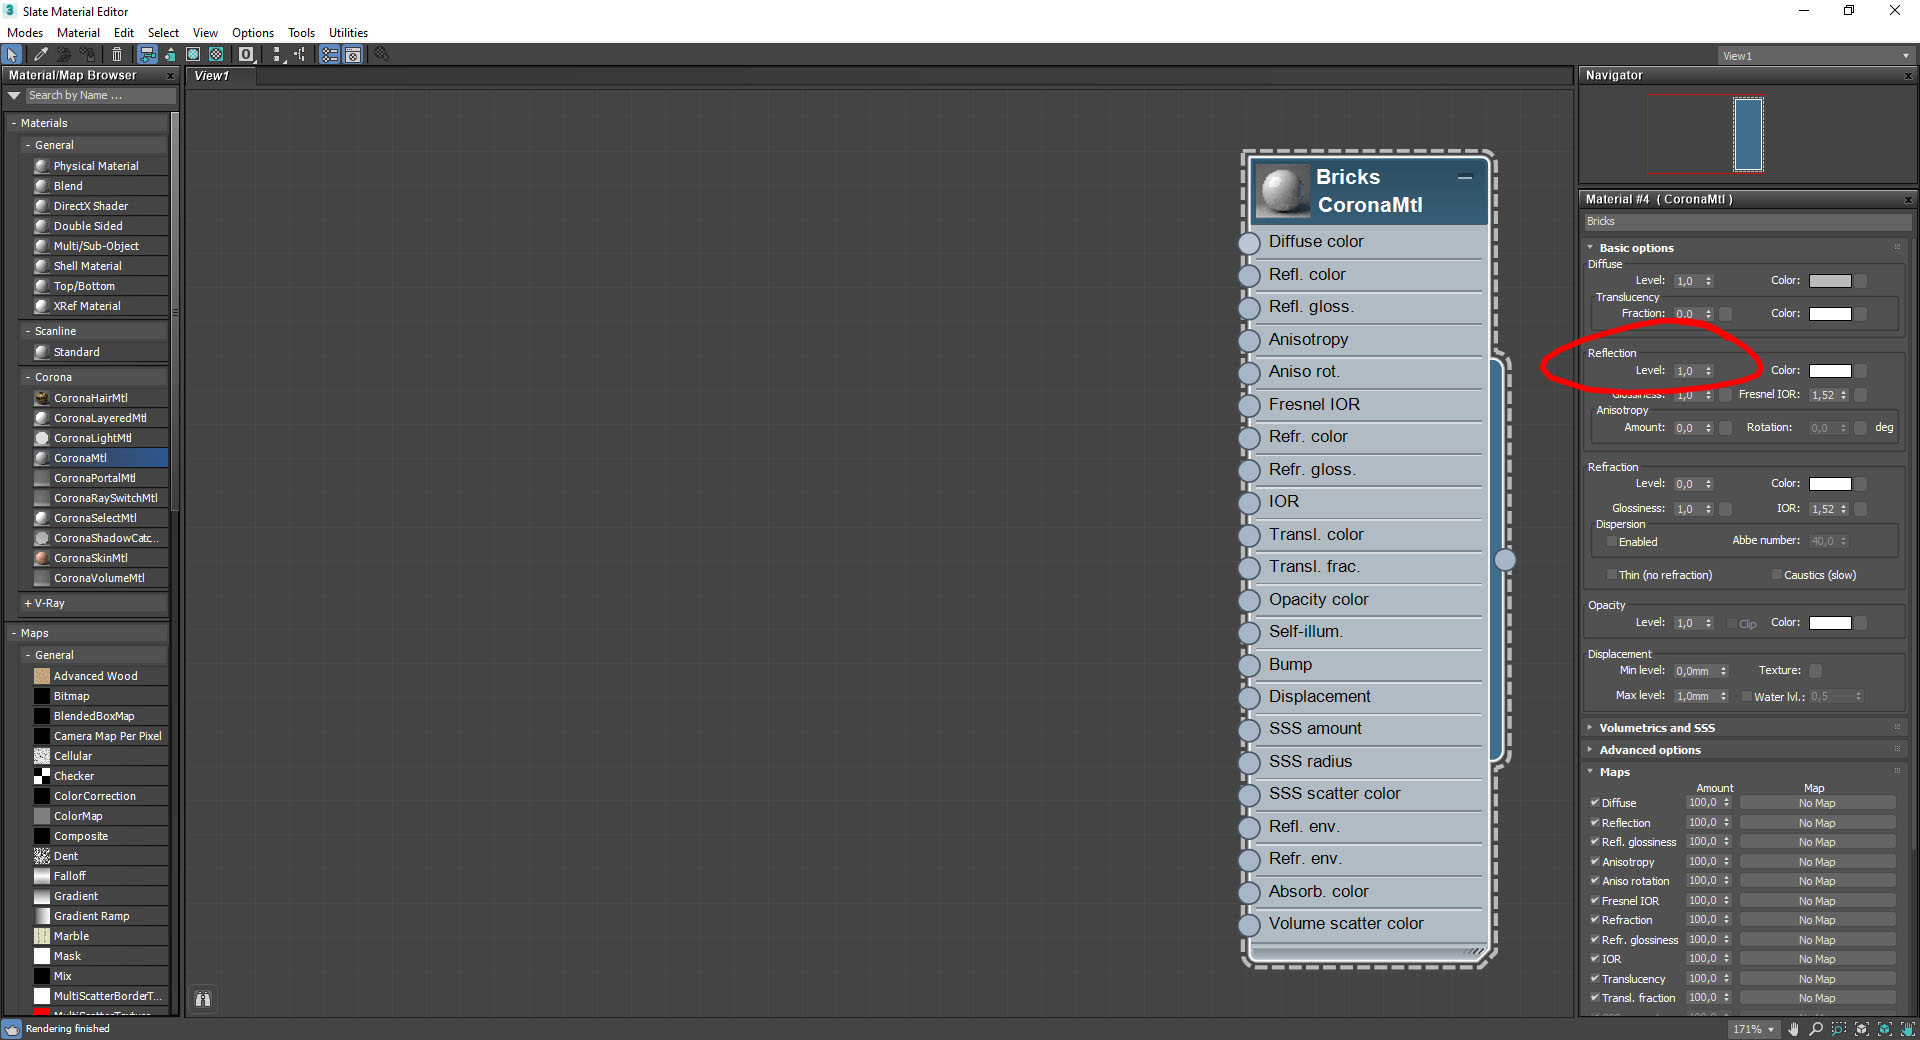 Slate Material Editor
Modes Material Edit Select View Options Tools Utilities
View1
Material/Map Browser
Search by Name ...
- Materials
- General
Physical Material
Blend
DirectX Shader
Double Sided
Multi/Sub-Object
Shell Material
Top/Bottom
XRef Material
- Scanline
Standard
- Corona
CoronaHairMtl
CoronaLayeredMtl
CoronaLightMtl
CoronaMtl
CoronaPortalMtl
CoronaRaySwitchMtl
CoronaSelectMtl
CoronaShadowCatc...
CoronaSkinMtl
CoronaVolumeMtl
+ V-Ray
- Maps
- General
Advanced Wood
Bitmap
BlendedBoxMap
Camera Map Per Pixel
Cellular
Checker
ColorCorrection
ColorMap
Composite
Dent
Falloff
Gradient
Gradient Ramp
Marble
Mask
Mix
MultiScatterBorderT...
Rendering finished
View1
Bricks
CoronaMtl
Diffuse color
Refl. color
Refl. gloss.
Anisotropy
Aniso rot.
Fresnel IOR
Refr. color
Refr. gloss.
IOR
Transl. color
Transl. frac.
Opacity color
Self-illum.
Bump
Displacement
SSS amount
SSS radius
SSS scatter color
Refl. env.
Refr. env.
Absorb. color
Volume scatter color
Navigator
Material #4 ( CoronaMtl )
Bricks
Basic options
Diffuse
Level: 1,0 Color:
Translucency
Fraction: 0,0 Color:
Reflection
Level: 1,0 Color:
Glossiness: 1,0 Fresnel IOR: 1,52
Anisotropy
Amount: 0,0 Rotation: 0,0 deg
Refraction
Level: 0,0 Color:
Glossiness: 1,0 IOR: 1,52
Dispersion
Enabled Abbe number: 40,0
Thin (no refraction) Caustics (slow)
Opacity
Level: 1,0 Clip Color:
Displacement
Min level: 0,0mm Texture:
Max level: 1,0mm Water lvl.: 0,5
Volumetrics and SSS
Advanced options
Maps
Amount Map
Diffuse 100,0 No Map
Reflection 100,0 No Map
Refl. glossiness 100,0 No Map
Anisotropy 100,0 No Map
Aniso rotation 100,0 No Map
Fresnel IOR 100,0 No Map
Refraction 100,0 No Map
Refr. glossiness 100,0 No Map
IOR 100,0 No Map
Translucency 100,0 No Map
Transl. fraction 100,0 No Map
171%